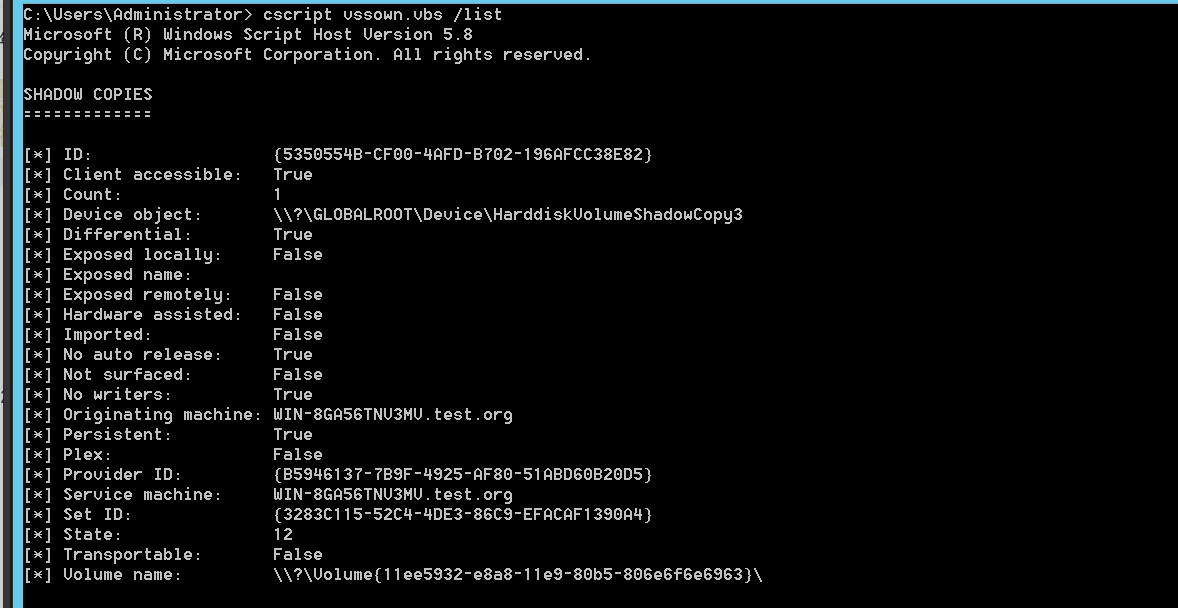 C:\Users\Administrator> cscript vssown.vbs /list
Microsoft (R) Windows Script Host Version 5.8
Copyright (C) Microsoft Corporation. All rights reserved.
SHADOW COPIES
=============
[*] ID: {5350554B-CF00-4AFD-B702-196AFCC38E82}
[*] Client accessible: True
[*] Count: 1
[*] Device object: \\?\GLOBALROOT\Device\HarddiskVolumeShadowCopy3
[*] Differential: True
[*] Exposed locally: False
[*] Exposed name:
[*] Exposed remotely: False
[*] Hardware assisted: False
[*] Imported: False
[*] No auto release: True
[*] Not surfaced: False
[*] No writers: True
[*] Originating machine: WIN-8GA56TNV3MV.test.org
[*] Persistent: True
[*] Plex: False
[*] Provider ID: {B5946137-7B9F-4925-AF80-51ABD60B20D5}
[*] Service machine: WIN-8GA56TNV3MV.test.org
[*] Set ID: {3283C115-52C4-4DE3-86C9-EFACAF1390A4}
[*] State: 12
[*] Transportable: False
[*] Volume name: \\?\Volume{11ee5932-e8a8-11e9-80b5-806e6f6e6963}\